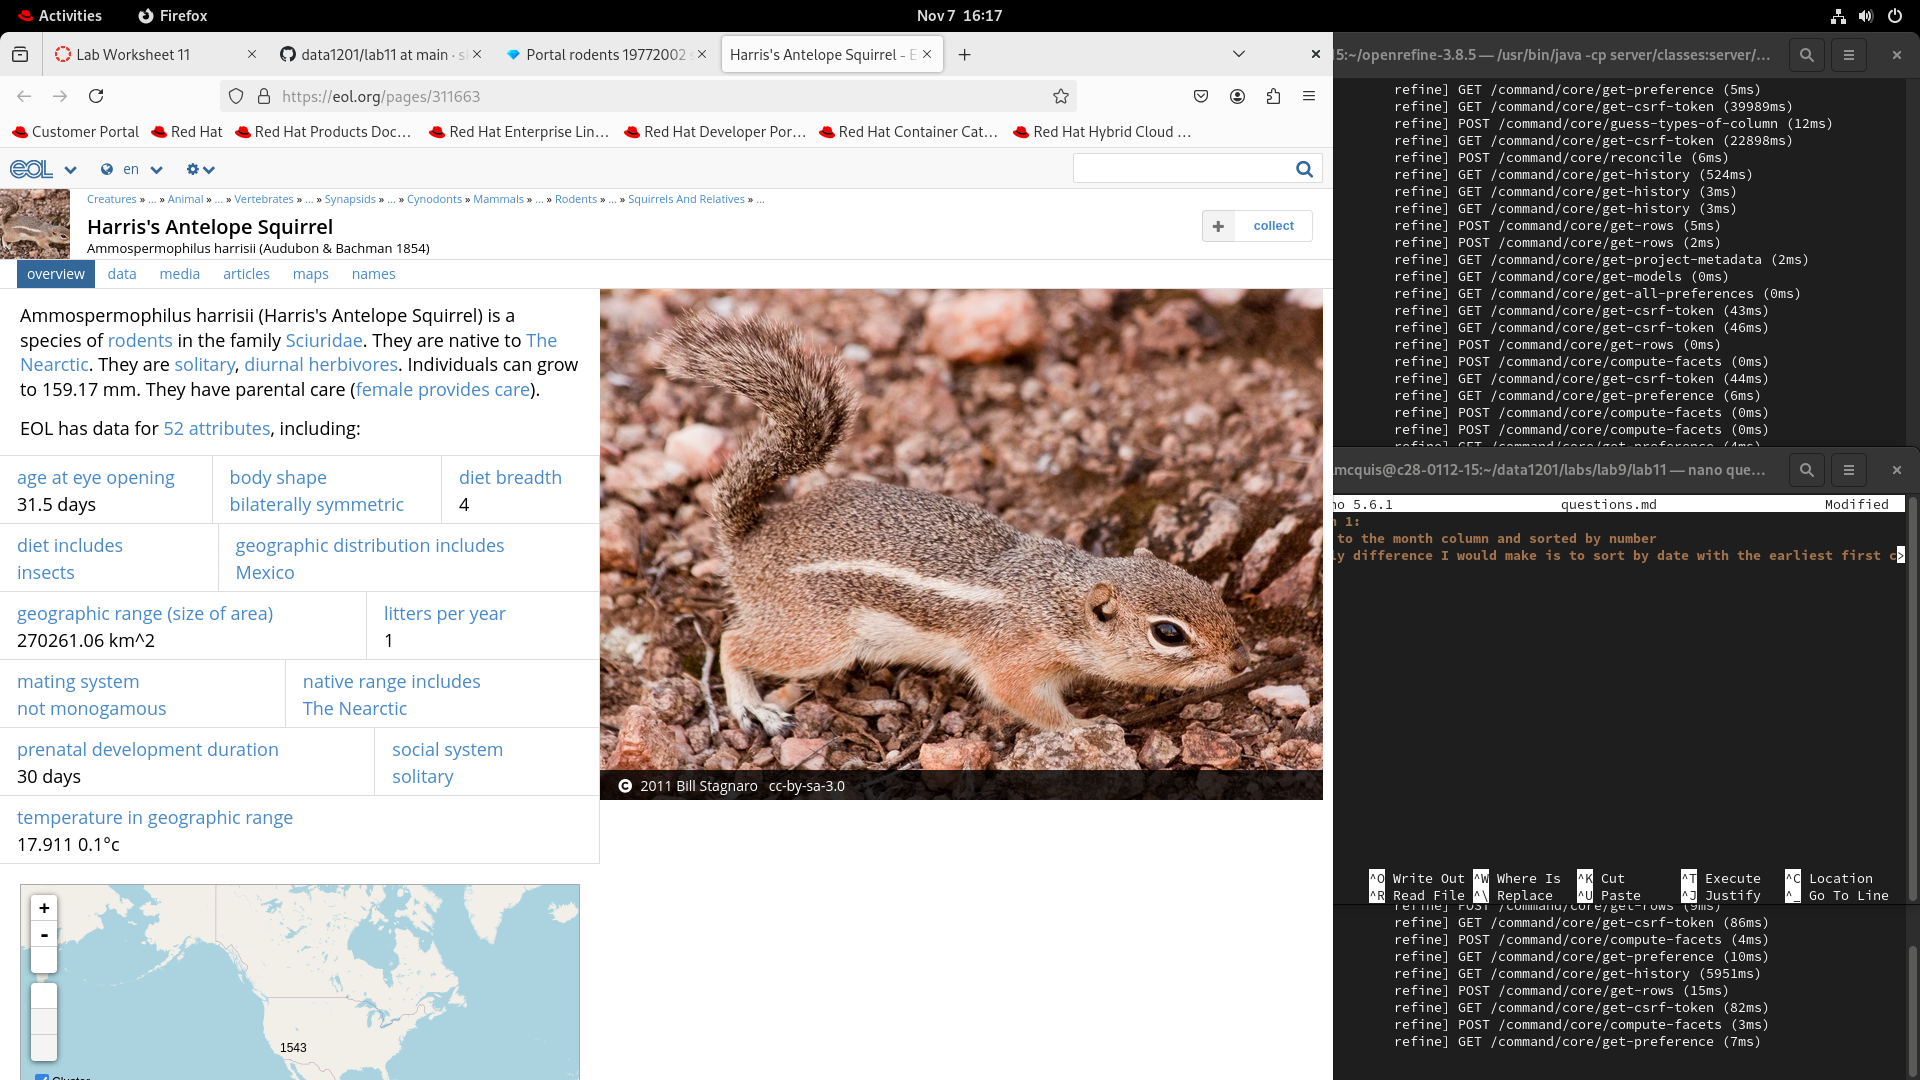 Activities
Firefox
Nov 7  16:17
Lab Worksheet 11
data1201/lab11 at main · s
Portal rodents 19772002 s
Harris's Antelope Squirrel - E
https://eol.org/pages/311663
Customer Portal
Red Hat
Red Hat Products Doc...
Red Hat Enterprise Lin...
Red Hat Developer Por...
Red Hat Container Cat...
Red Hat Hybrid Cloud ...
EOL
en
Creatures » ... » Animal » ... » Vertebrates » ... » Synapsids » ... » Cynodonts » Mammals » ... » Rodents » ... » Squirrels And Relatives » ...
Harris's Antelope Squirrel
Ammospermophilus harrisii (Audubon & Bachman 1854)
+ collect
overview
data
media
articles
maps
names
Ammospermophilus harrisii (Harris's Antelope Squirrel) is a
species of rodents in the family Sciuridae. They are native to The
Nearctic. They are solitary, diurnal herbivores. Individuals can grow
to 159.17 mm. They have parental care (female provides care).
EOL has data for 52 attributes, including:
age at eye opening
31.5 days
body shape
bilaterally symmetric
diet breadth
4
diet includes
insects
geographic distribution includes
Mexico
geographic range (size of area)
270261.06 km^2
litters per year
1
mating system
not monogamous
native range includes
The Nearctic
prenatal development duration
30 days
social system
solitary
temperature in geographic range
17.911 0.1°c
© 2011 Bill Stagnaro cc-by-sa-3.0
+
-
1543
5:~/openrefine-3.8.5 — /usr/bin/java -cp server/classes:server/...
refine] GET /command/core/get-preference (5ms)
refine] GET /command/core/get-csrf-token (39989ms)
refine] POST /command/core/guess-types-of-column (12ms)
refine] GET /command/core/get-csrf-token (22898ms)
refine] POST /command/core/reconcile (6ms)
refine] GET /command/core/get-history (524ms)
refine] GET /command/core/get-history (3ms)
refine] GET /command/core/get-history (3ms)
refine] POST /command/core/get-rows (5ms)
refine] POST /command/core/get-rows (2ms)
refine] GET /command/core/get-project-metadata (2ms)
refine] GET /command/core/get-models (0ms)
refine] GET /command/core/get-all-preferences (0ms)
refine] GET /command/core/get-csrf-token (43ms)
refine] GET /command/core/get-csrf-token (46ms)
refine] POST /command/core/get-rows (0ms)
refine] POST /command/core/compute-facets (0ms)
refine] GET /command/core/get-csrf-token (44ms)
refine] GET /command/core/get-preference (6ms)
refine] POST /command/core/compute-facets (0ms)
refine] POST /command/core/compute-facets (0ms)
refine] GET /command/core/get-preference (4ms)
mcquis@c28-0112-15:~/data1201/labs/lab9/lab11 — nano que...
no 5.6.1 questions.md Modified
n 1:
to the month column and sorted by number
ly difference I would make is to sort by date with the earliest first c>
^O Write Out ^W Where Is ^K Cut ^T Execute ^C Location
^R Read File ^\ Replace ^U Paste ^J Justify ^_ Go To Line
refine] POST /command/core/get-rows (9ms)
refine] GET /command/core/get-csrf-token (86ms)
refine] POST /command/core/compute-facets (4ms)
refine] GET /command/core/get-preference (10ms)
refine] GET /command/core/get-history (5951ms)
refine] POST /command/core/get-rows (15ms)
refine] GET /command/core/get-csrf-token (82ms)
refine] POST /command/core/compute-facets (3ms)
refine] GET /command/core/get-preference (7ms)